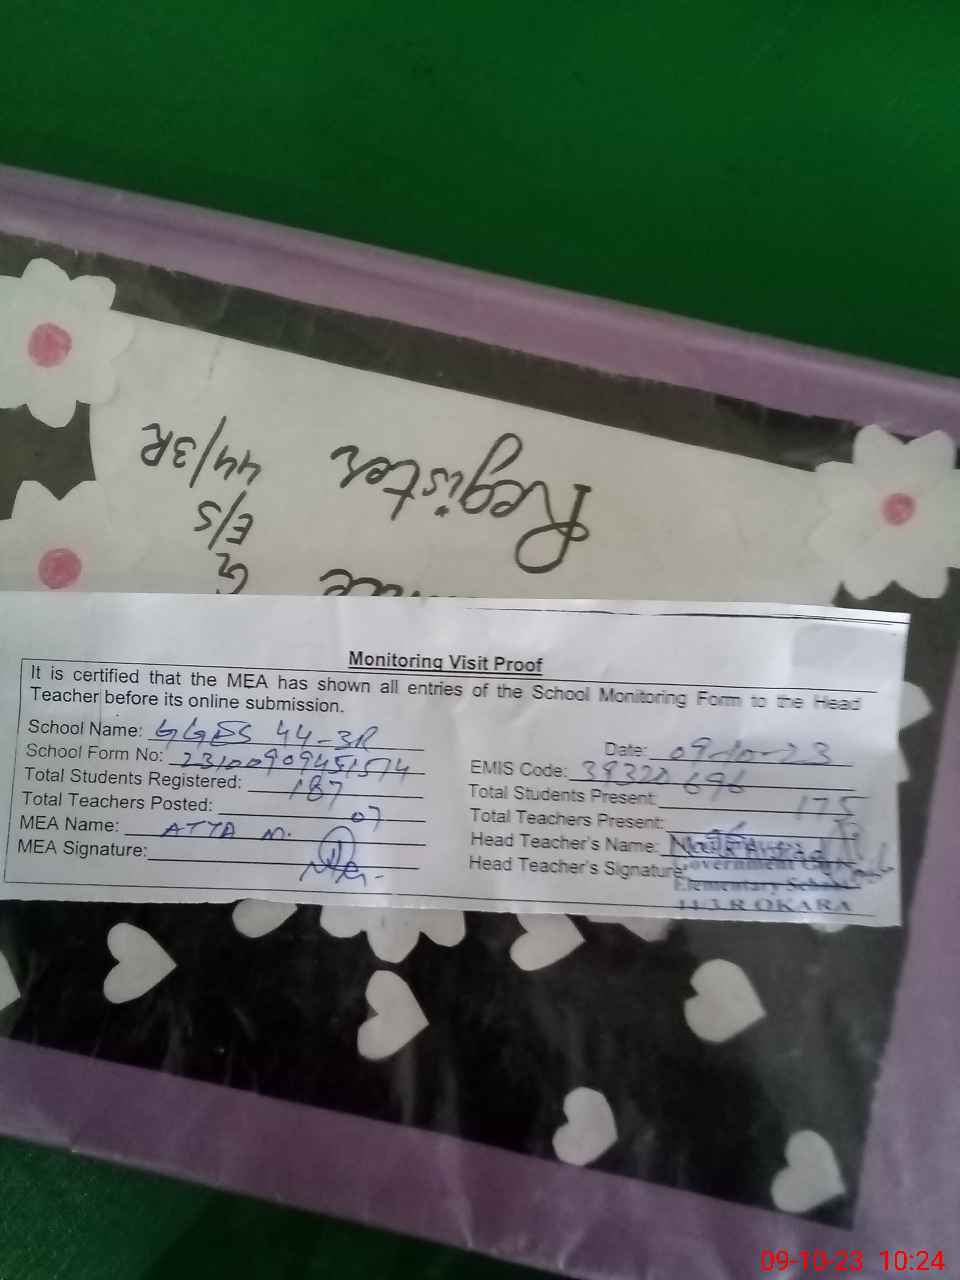 Register
44/3R
E/S
G
Monitoring Visit Proof
It is certified that the MEA has shown all entries of the School Monitoring Form to the Head
Teacher before its online submission.
School Name: GGES 44-3R
Date: 09-10-23
School Form No: 23100909451514
EMIS Code: 39320696
Total Students Registered: 187
Total Students Present: 175
Total Teachers Posted: 07
Total Teachers Present:
MEA Name: ATTA M.
Head Teacher's Name:
MEA Signature:
Head Teacher's Signature:
Government
Elementary School
OKARA
09-10-23 10:24